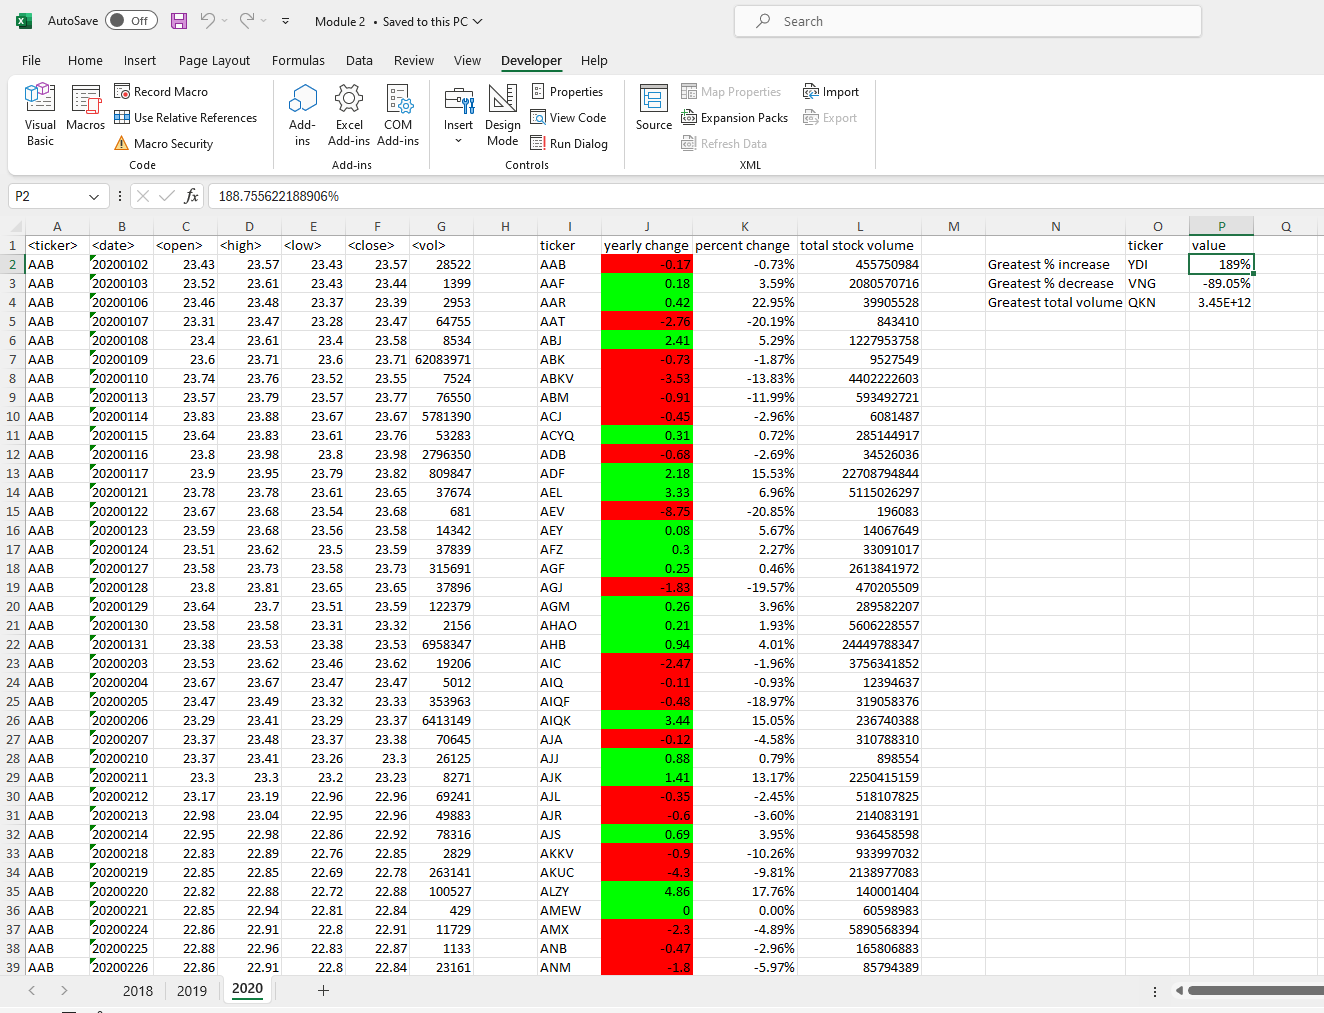 AutoSave Off Module 2 • Saved to this PC Search
File Home Insert Page Layout Formulas Data Review View Developer Help
Visual Basic
Macros
Record Macro
Use Relative References
Macro Security
Code
Add-ins
Excel Add-ins
COM Add-ins
Add-ins
Insert
Design Mode
Properties
View Code
Run Dialog
Controls
Source
Map Properties
Expansion Packs
Refresh Data
Import
Export
XML
P2 fx 188.755622188906%
A B C D E F G H I J K L M N O P Q
1 <ticker> <date> <open> <high> <low> <close> <vol> ticker yearly change percent change total stock volume ticker value
2 AAB 20200102 23.43 23.57 23.43 23.57 28522 AAB -0.17 -0.73% 455750984 Greatest % increase YDI 189%
3 AAB 20200103 23.52 23.61 23.43 23.44 1399 AAF 0.18 3.59% 2080570716 Greatest % decrease VNG -89.05%
4 AAB 20200106 23.46 23.48 23.37 23.39 2953 AAR 0.42 22.95% 39905528 Greatest total volume QKN 3.45E+12
5 AAB 20200107 23.31 23.47 23.28 23.47 64755 AAT -2.76 -20.19% 843410
6 AAB 20200108 23.4 23.61 23.4 23.58 8534 ABJ 2.41 5.29% 1227953758
7 AAB 20200109 23.6 23.71 23.6 23.71 62083971 ABK -0.73 -1.87% 9527549
8 AAB 20200110 23.74 23.76 23.52 23.55 7524 ABKV -3.53 -13.83% 4402222603
9 AAB 20200113 23.57 23.79 23.57 23.77 76550 ABM -0.91 -11.99% 593492721
10 AAB 20200114 23.83 23.88 23.67 23.67 5781390 ACJ -0.45 -2.96% 6081487
11 AAB 20200115 23.64 23.83 23.61 23.76 53283 ACYQ 0.31 0.72% 285144917
12 AAB 20200116 23.8 23.98 23.8 23.98 2796350 ADB -0.68 -2.69% 34526036
13 AAB 20200117 23.9 23.95 23.79 23.82 809847 ADF 2.18 15.53% 22708794844
14 AAB 20200121 23.78 23.78 23.61 23.65 37674 AEL 3.33 6.96% 5115026297
15 AAB 20200122 23.67 23.68 23.54 23.68 681 AEV -8.75 -20.85% 196083
16 AAB 20200123 23.59 23.68 23.56 23.58 14342 AEY 0.08 5.67% 14067649
17 AAB 20200124 23.51 23.62 23.5 23.59 37839 AFZ 0.3 2.27% 33091017
18 AAB 20200127 23.58 23.73 23.58 23.73 315691 AGF 0.25 0.46% 2613841972
19 AAB 20200128 23.8 23.81 23.65 23.65 37896 AGJ -1.83 -19.57% 470205509
20 AAB 20200129 23.64 23.7 23.51 23.59 122379 AGM 0.26 3.96% 289582207
21 AAB 20200130 23.58 23.58 23.31 23.32 2156 AHAO 0.21 1.93% 5606228557
22 AAB 20200131 23.38 23.53 23.38 23.53 6958347 AHB 0.94 4.01% 24449788347
23 AAB 20200203 23.53 23.62 23.46 23.62 19206 AIC -2.47 -1.96% 3756341852
24 AAB 20200204 23.67 23.67 23.47 23.47 5012 AIQ -0.11 -0.93% 12394637
25 AAB 20200205 23.47 23.49 23.32 23.33 353963 AIQF -0.48 -18.97% 319058376
26 AAB 20200206 23.29 23.41 23.29 23.37 6413149 AIQK 3.44 15.05% 236740388
27 AAB 20200207 23.37 23.48 23.37 23.38 70645 AJA -0.12 -4.58% 310788310
28 AAB 20200210 23.37 23.41 23.26 23.3 26125 AJJ 0.88 0.79% 898554
29 AAB 20200211 23.3 23.3 23.2 23.23 8271 AJK 1.41 13.17% 2250415159
30 AAB 20200212 23.17 23.19 22.96 22.96 69241 AJL -0.35 -2.45% 518107825
31 AAB 20200213 22.98 23.04 22.95 22.96 49883 AJR -0.6 -3.60% 214083191
32 AAB 20200214 22.95 22.98 22.86 22.92 78316 AJS 0.69 3.95% 936458598
33 AAB 20200218 22.83 22.89 22.76 22.85 2829 AKKV -0.9 -10.26% 933997032
34 AAB 20200219 22.85 22.85 22.69 22.78 263141 AKUC -4.3 -9.81% 2138977083
35 AAB 20200220 22.82 22.88 22.72 22.88 100527 ALZY 4.86 17.76% 140001404
36 AAB 20200221 22.85 22.94 22.81 22.84 429 AMEW 0 0.00% 60598983
37 AAB 20200224 22.86 22.91 22.8 22.91 11729 AMX -2.3 -4.89% 5890568394
38 AAB 20200225 22.88 22.96 22.83 22.87 1133 ANB -0.47 -2.96% 165806883
39 AAB 20200226 22.86 22.91 22.8 22.84 23161 ANM -1.8 -5.97% 85794389
2018 2019 2020